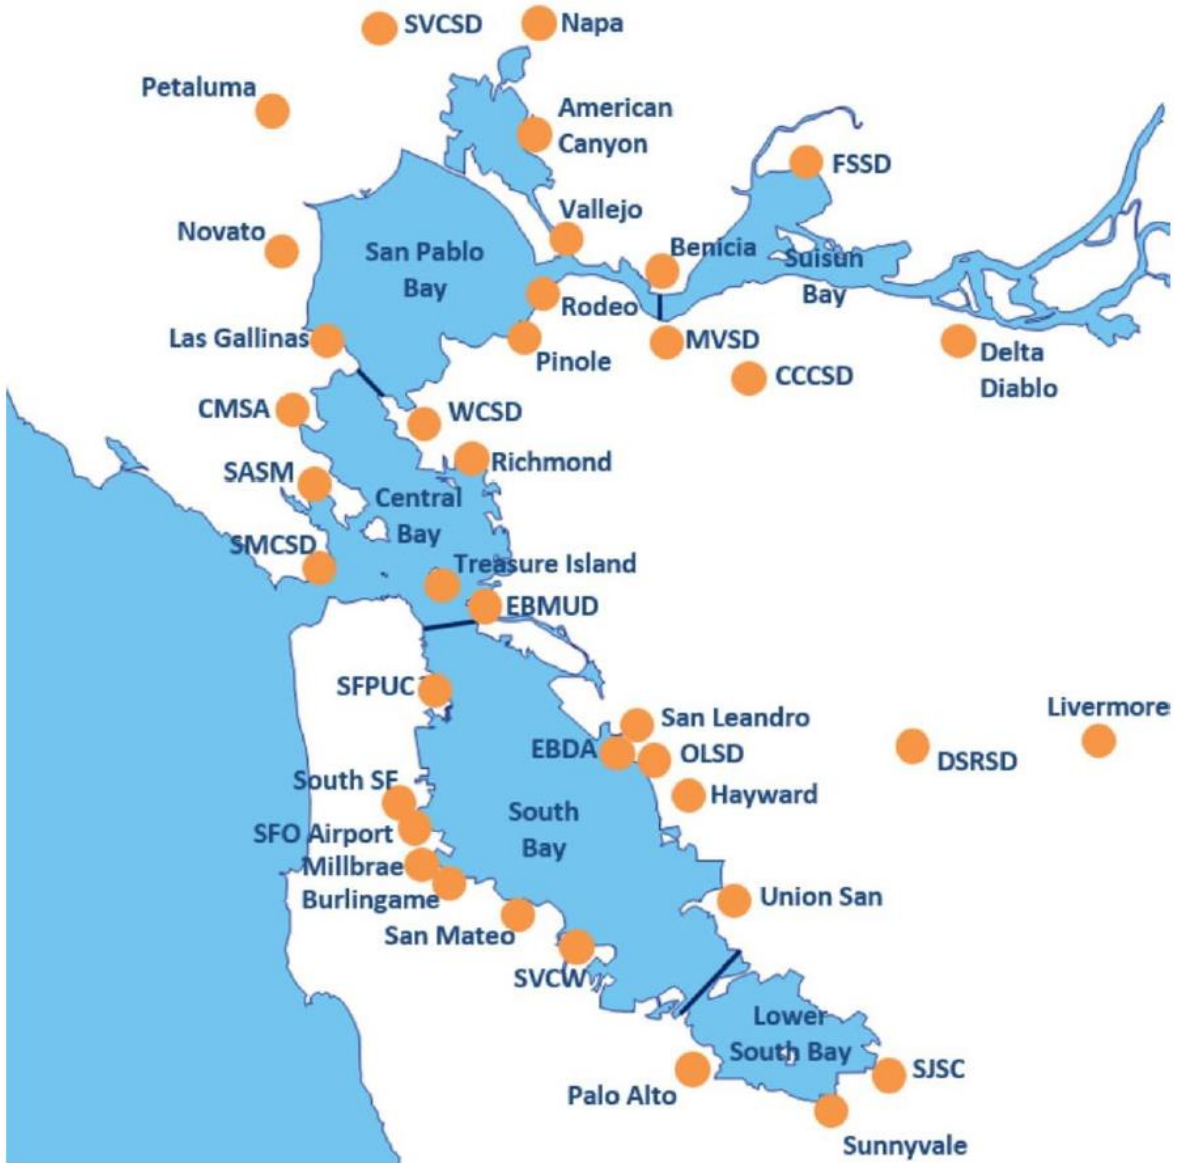 SVCSD
Napa
Petaluma
American
Canyon
FSSD
Vallejo
Novato
Benicia
San Pablo
Bay
Suisun
Bay
Rodeo
Las Gallinas
Pinole
MVSD
Delta
Diablo
CCCSD
CMSA
WCSD
Richmond
SASM
Central
Bay
SMCSD
Treasure Island
EBMUD
SFPUC
San Leandro
Livermore
EBDA
OLSD
DSRSD
South SF
Hayward
SFO Airport
South
Bay
Millbrae
Burlingame
Union San
San Mateo
SVCW
Lower
South Bay
SJSC
Palo Alto
Sunnyvale